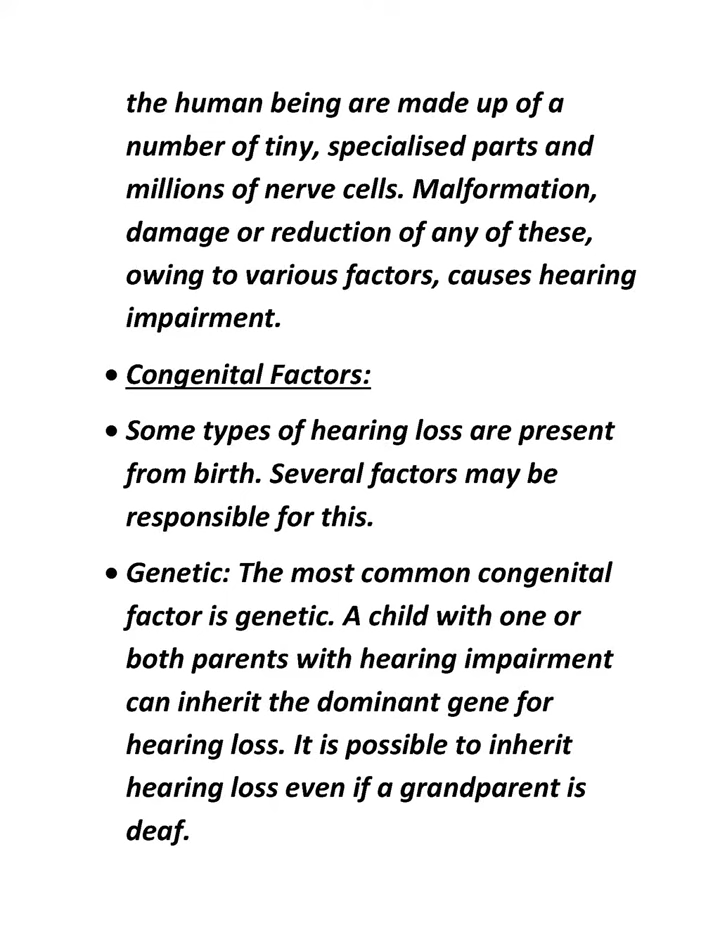 the human being are made up of a
number of tiny, specialised parts and
millions of nerve cells. Malformation,
damage or reduction of any of these,
owing to various factors, causes hearing
impairment.
• Congenital Factors:
• Some types of hearing loss are present
from birth. Several factors may be
responsible for this.
• Genetic: The most common congenital
factor is genetic. A child with one or
both parents with hearing impairment
can inherit the dominant gene for
hearing loss. It is possible to inherit
hearing loss even if a grandparent is
deaf.